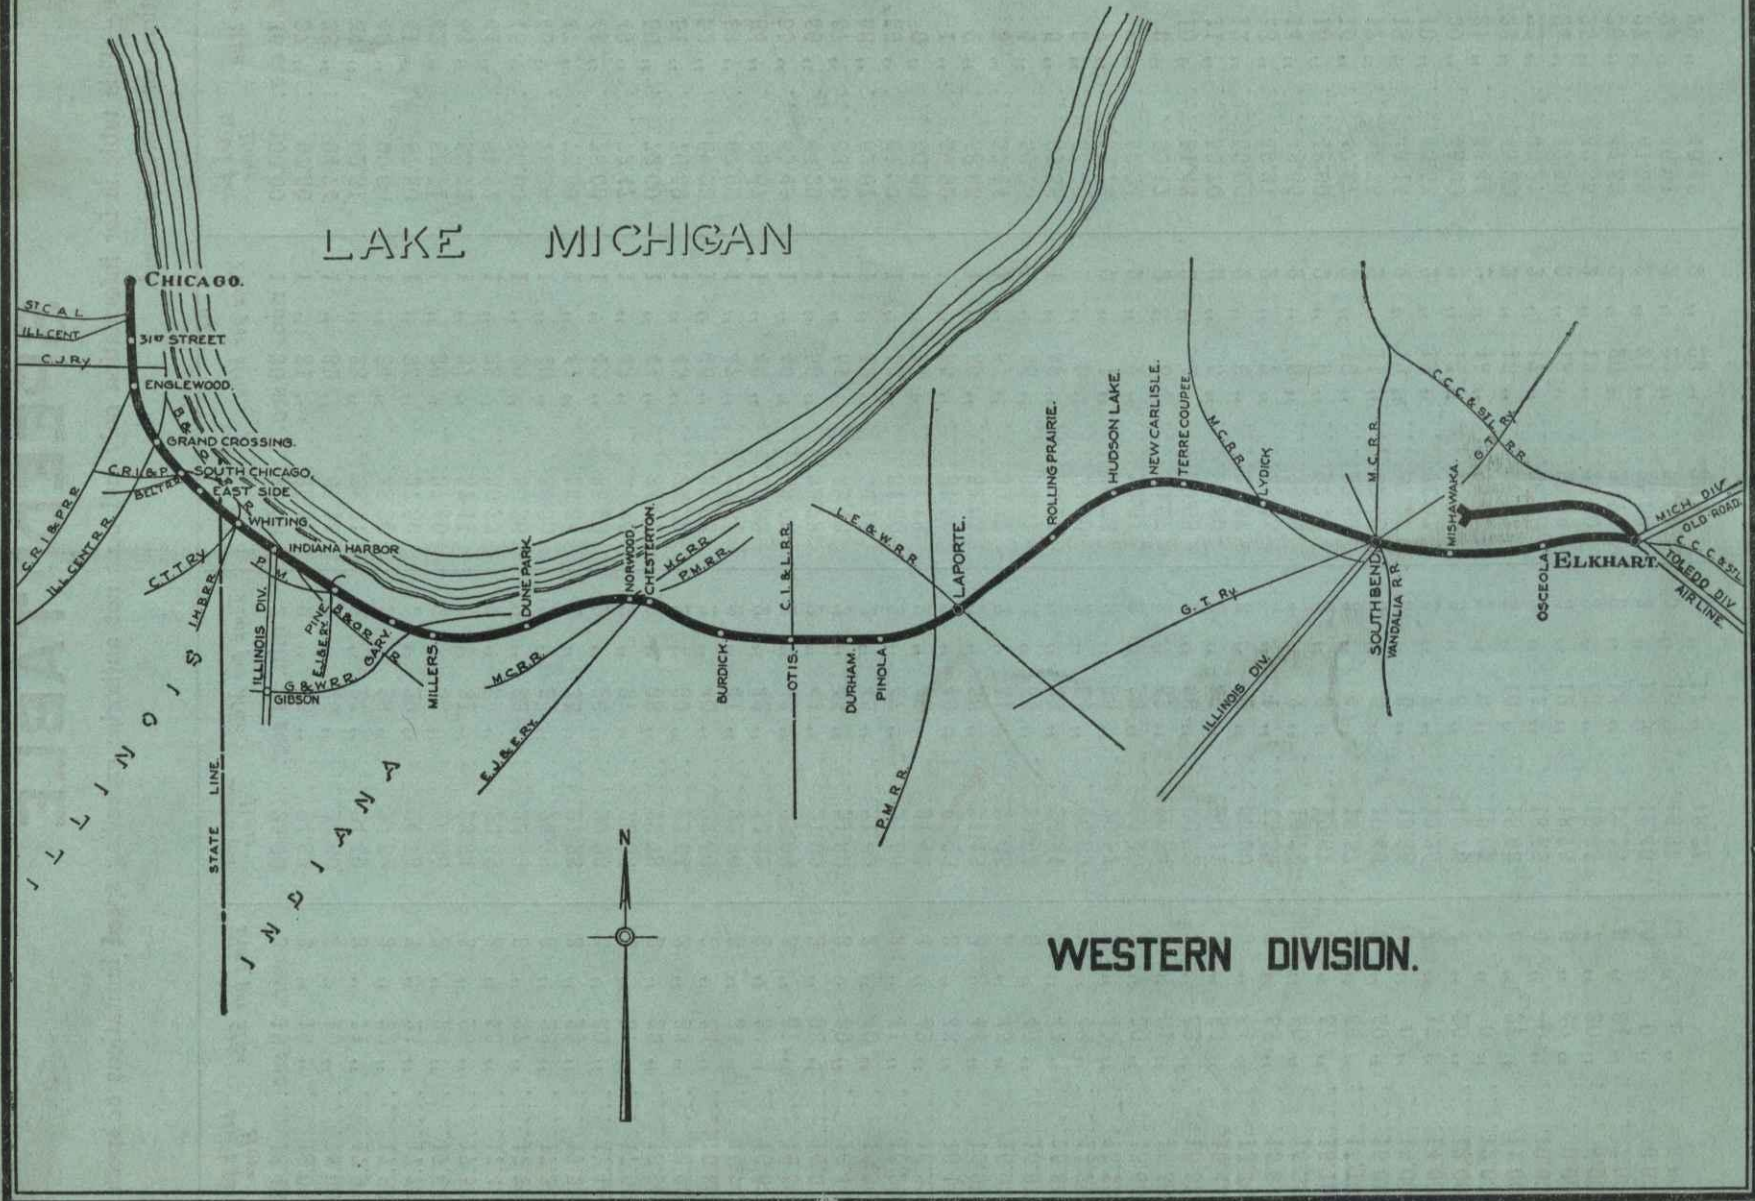 LAKE MICHIGAN
CHICAGO.
ST C A L
ILL CENT
31ST STREET
C.J. Ry
ENGLEWOOD.
GRAND CROSSING.
C.R.I. & P.
SOUTH CHICAGO.
BELT R.R.
EAST SIDE
C.R.I & P.R.R
ILL CENT R.R.
WHITING
INDIANA HARBOR
C.T.T. Ry
I.H.B.R.R.
ILLINOIS DIV.
P. M.
PINE
E.J.& E.RY.
B.& O.R.R.
GARY.
G & W.R.R.
GIBSON
MILLERS
DUNE PARK.
NORWOOD.
CHESTERTON.
M.C.R.R.
P.M.R.R.
M.C.R.R.
E.J. & E.RY.
BURDICK.
C.I. & L.R.R.
OTIS.
DURHAM.
PINOLA
L.E. & W.R.R
LAPORTE.
P.M.R R.
ROLLING PRAIRIE.
HUDSON LAKE.
NEW CARLISLE.
TERRE COUPEE.
M.C.R.R.
LYDICK
G.T. Ry
ILLINOIS DIV.
M.C.R.R.
SOUTH BEND
VANDALIA R R
C.C.C & ST.L R.R.
G.T. Ry
MISHAWAKA.
OSCEOLA
ELKHART.
MICH DIV
OLD ROAD.
C.C.C & ST.L
TOLEDO DIV
AIR LINE.
ILLINOIS
STATE LINE.
INDIANA
N
WESTERN DIVISION.